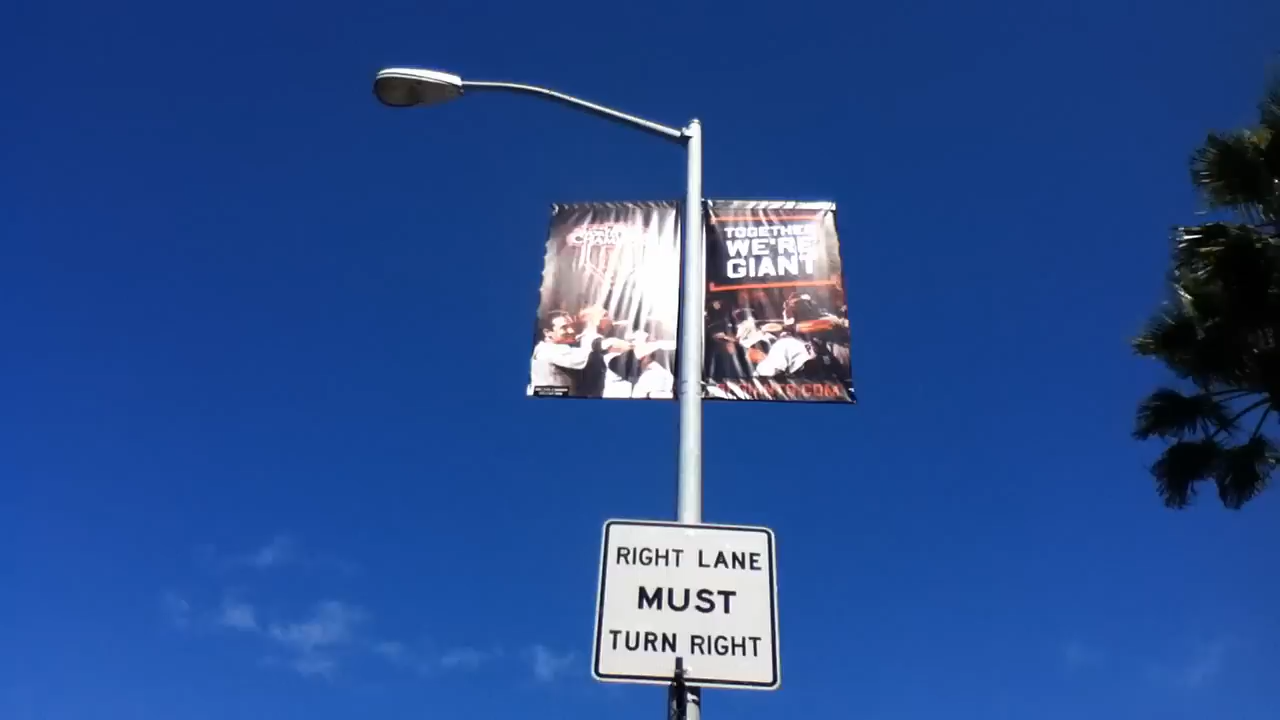 TOGETHER
WE'RE
GIANT
RIGHT LANE
MUST
TURN RIGHT